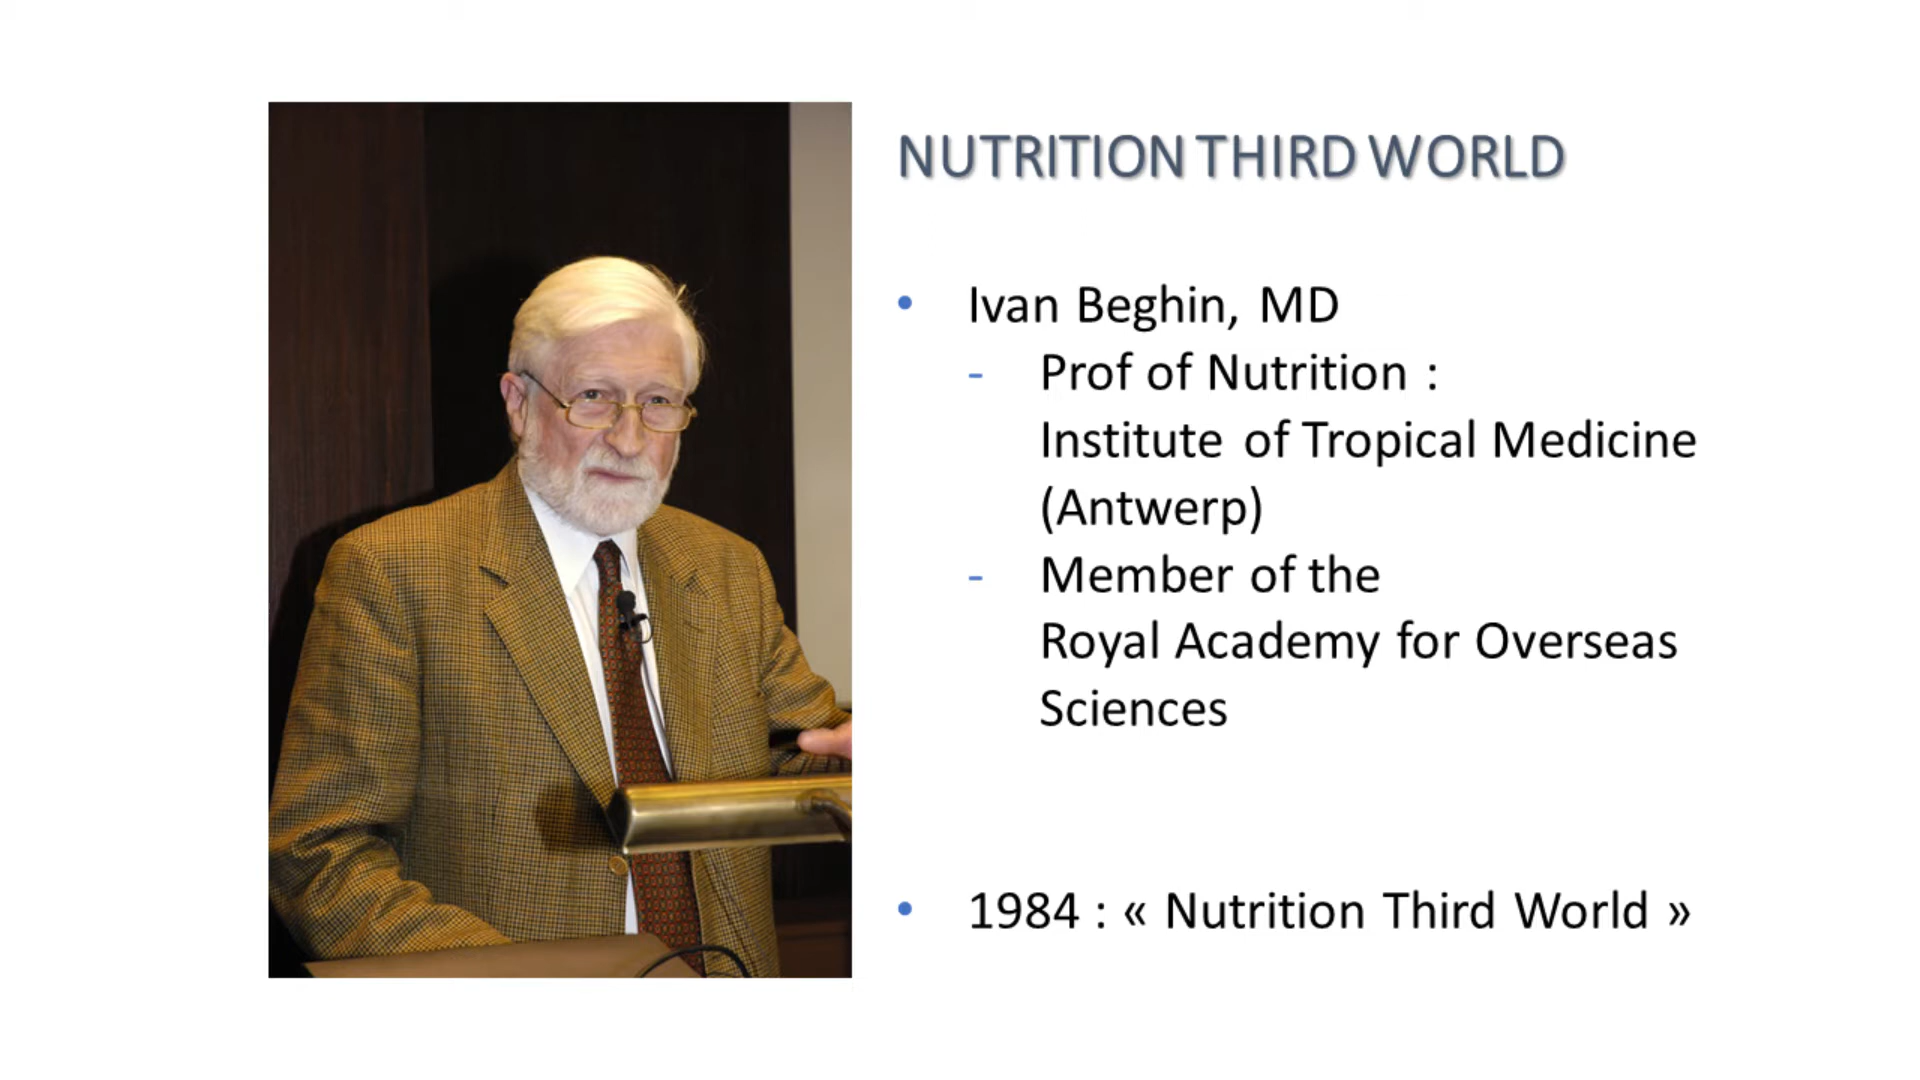 NUTRITION THIRD WORLD
• Ivan Beghin, MD
- Prof of Nutrition :
Institute of Tropical Medicine
(Antwerp)
- Member of the
Royal Academy for Overseas
Sciences
• 1984 : « Nutrition Third World »